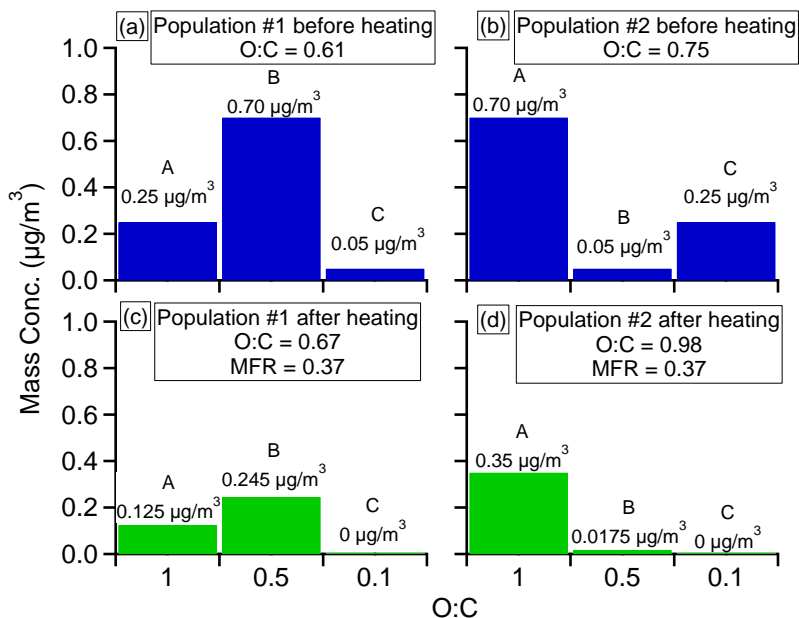 (a) Population #1 before heating
O:C = 0.61
1.0
0.8
0.6
0.4
0.2
0.0
A
0.25 µg/m³
B
0.70 µg/m³
C
0.05 µg/m³
(b) Population #2 before heating
O:C = 0.75
A
0.70 µg/m³
B
0.05 µg/m³
C
0.25 µg/m³
Mass Conc. (µg/m³)
(c) Population #1 after heating
O:C = 0.67
MFR = 0.37
1.0
0.8
0.6
0.4
0.2
0.0
A
0.125 µg/m³
B
0.245 µg/m³
C
0 µg/m³
1 0.5 0.1
(d) Population #2 after heating
O:C = 0.98
MFR = 0.37
A
0.35 µg/m³
B
0.0175 µg/m³
C
0 µg/m³
1 0.5 0.1
O:C